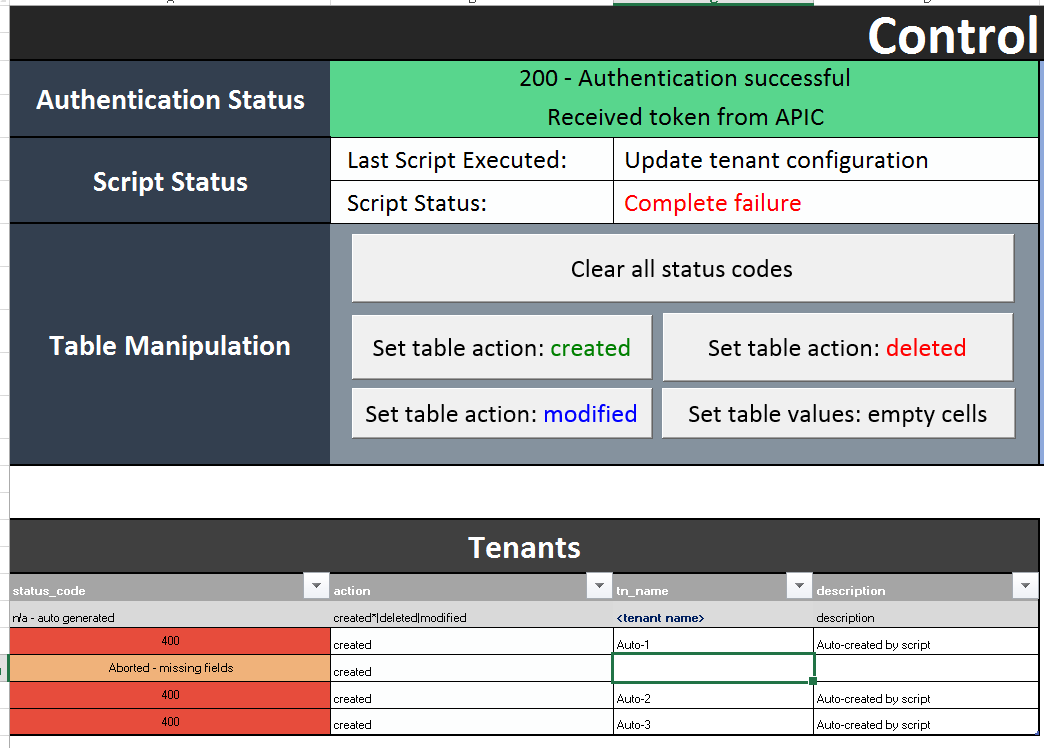 Control
Authentication Status
200 - Authentication successful
Received token from APIC
Script Status
Last Script Executed: Update tenant configuration
Script Status: Complete failure
Table Manipulation
Clear all status codes
Set table action: created Set table action: deleted
Set table action: modified Set table values: empty cells
Tenants
status_code action tn_name description
n/a - auto generated created*|deleted|modified <tenant name> description
400 created Auto-1 Auto-created by script
Aborted - missing fields created
400 created Auto-2 Auto-created by script
400 created Auto-3 Auto-created by script